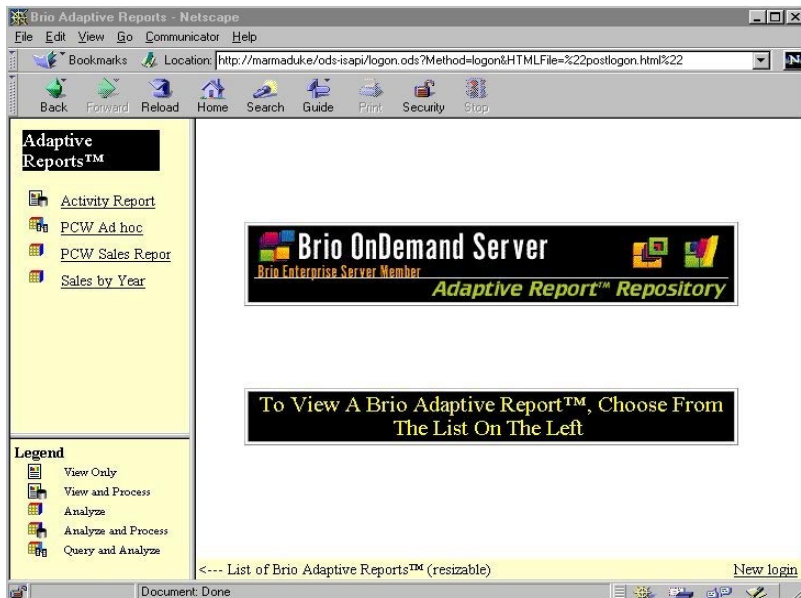 Brio Adaptive Reports - Netscape
File Edit View Go Communicator Help
Bookmarks Location: http://marmaduke/ods-isapi/logon.ods?Method=logon&HTMLFile=%22postlogon.html%22
N
Back Forward Reload Home Search Guide Print Security Stop
Adaptive
Reports™
Activity Report
PCW Ad hoc
PCW Sales Repor
Sales by Year
Brio OnDemand Server
Brio Enterprise Server Member
Adaptive Report™ Repository
To View A Brio Adaptive Report™, Choose From
The List On The Left
Legend
View Only
View and Process
Analyze
Analyze and Process
Query and Analyze
<--- List of Brio Adaptive Reports™ (resizable) New login
Document: Done